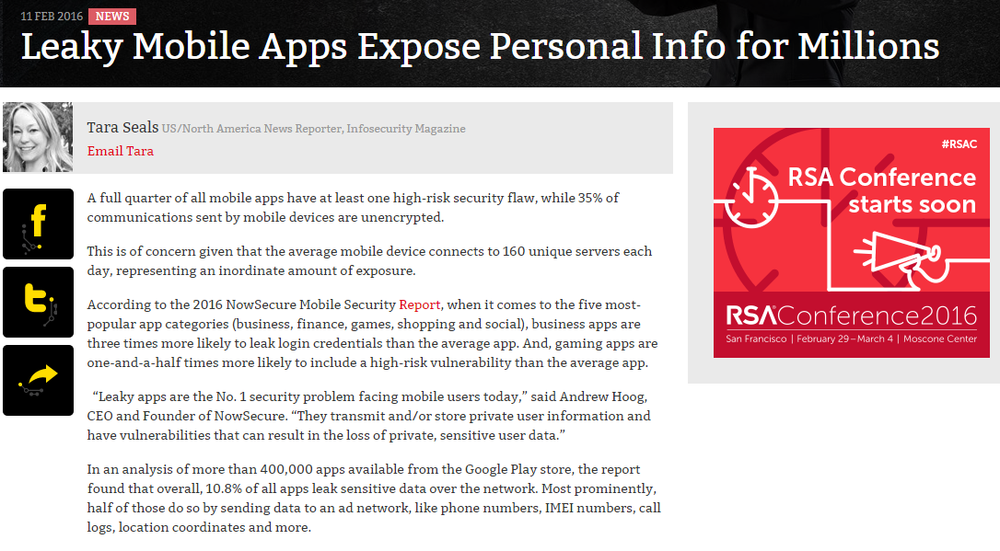 11 FEB 2016 NEWS
Leaky Mobile Apps Expose Personal Info for Millions
Tara Seals US/North America News Reporter, Infosecurity Magazine
Email Tara
A full quarter of all mobile apps have at least one high-risk security flaw, while 35% of
communications sent by mobile devices are unencrypted.
This is of concern given that the average mobile device connects to 160 unique servers each
day, representing an inordinate amount of exposure.
According to the 2016 NowSecure Mobile Security Report, when it comes to the five most-
popular app categories (business, finance, games, shopping and social), business apps are
three times more likely to leak login credentials than the average app. And, gaming apps are
one-and-a-half times more likely to include a high-risk vulnerability than the average app.
“Leaky apps are the No. 1 security problem facing mobile users today,” said Andrew Hoog,
CEO and Founder of NowSecure. “They transmit and/or store private user information and
have vulnerabilities that can result in the loss of private, sensitive user data.”
In an analysis of more than 400,000 apps available from the Google Play store, the report
found that overall, 10.8% of all apps leak sensitive data over the network. Most prominently,
half of those do so by sending data to an ad network, like phone numbers, IMEI numbers, call
logs, location coordinates and more.
#RSAC
RSA Conference
starts soon
RSA®Conference2016
San Francisco | February 29 – March 4 | Moscone Center